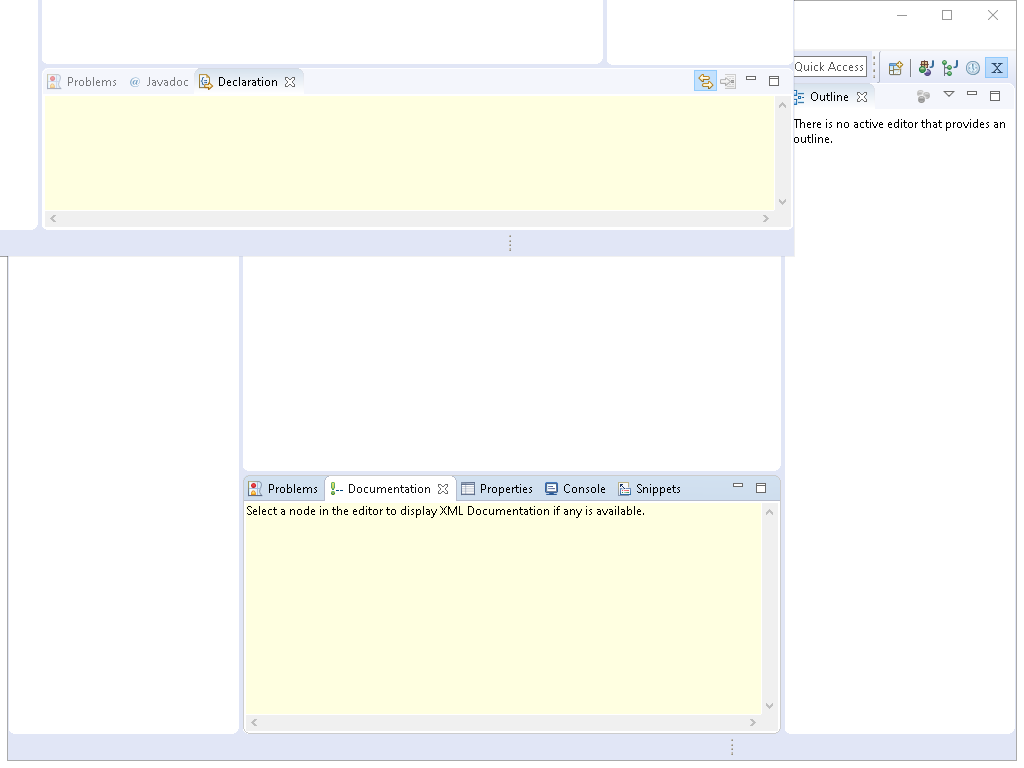 Quick Access
Problems @ Javadoc Declaration
Outline
There is no active editor that provides an
outline.
Problems Documentation Properties Console Snippets
Select a node in the editor to display XML Documentation if any is available.